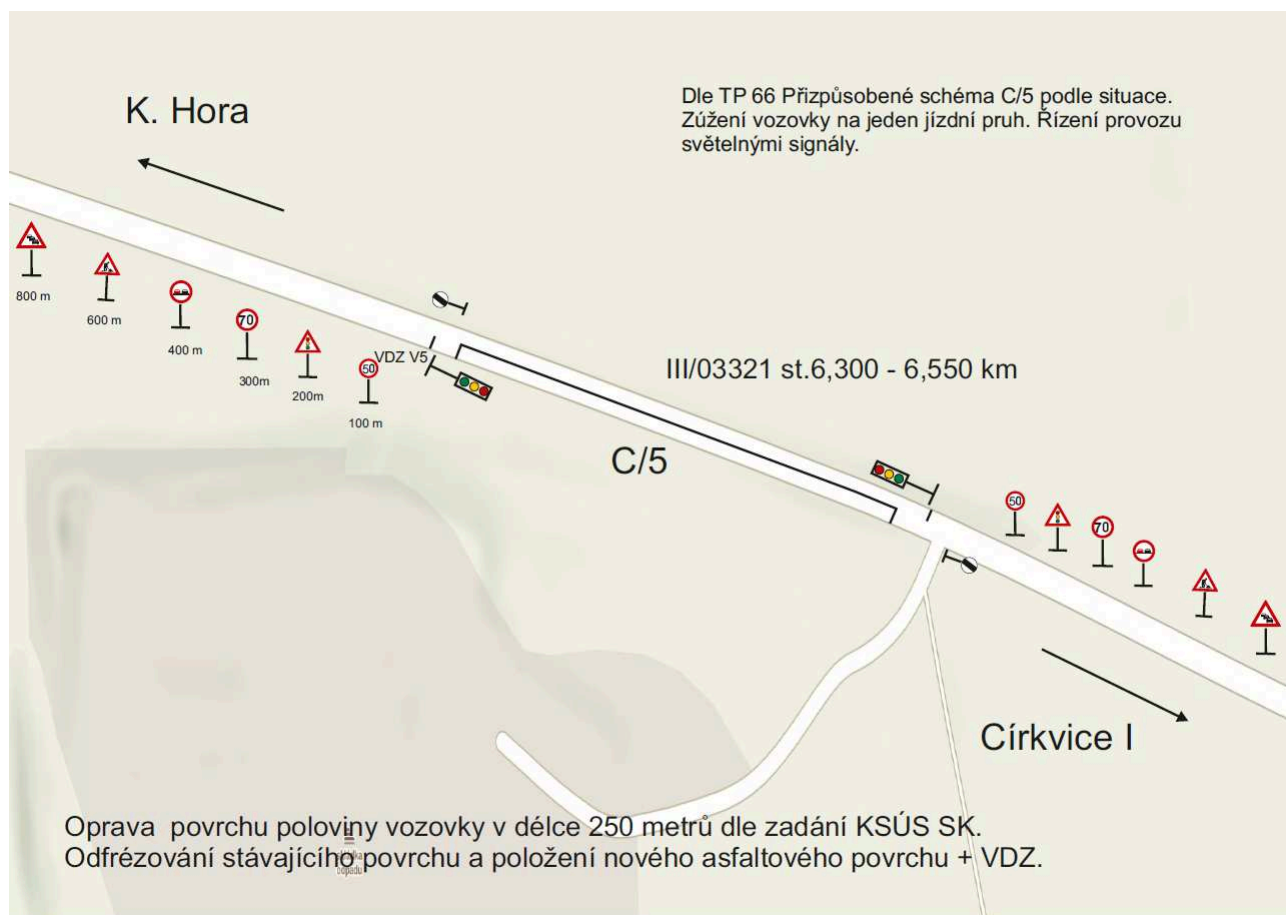 K. Hora
Dle TP 66 Přizpůsobené schéma C/5 podle situace.
Zúžení vozovky na jeden jízdní pruh. Řízení provozu
světelnými signály.
800 m
600 m
400 m
70
300m
200m
50
100 m
VDZ V5
III/03321 st.6,300 - 6,550 km
C/5
50
70
Církvice I
Oprava povrchu poloviny vozovky v délce 250 metrů dle zadání KSÚS SK.
Odfrézování stávajícího povrchu a položení nového asfaltového povrchu + VDZ.
odpadu